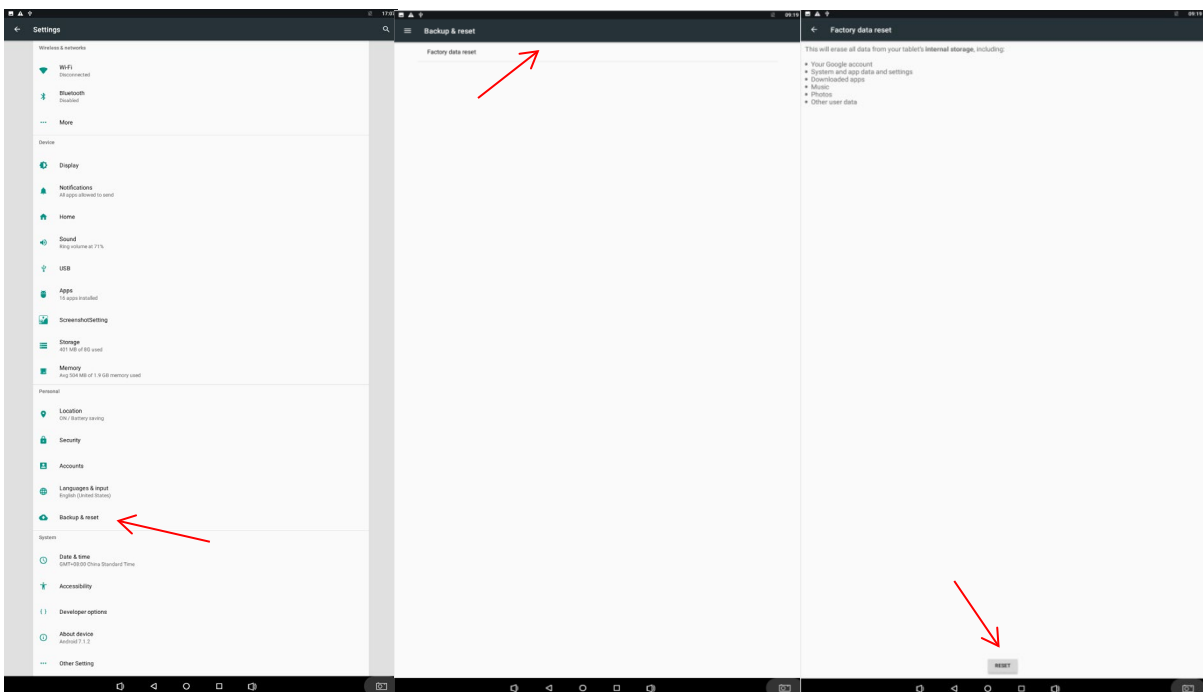 17:07
Settings
Wireless & networks
Wi-Fi
Disconnected
Bluetooth
Disabled
More
Device
Display
Notifications
All apps allowed to send
Home
Sound
Ring volume at 71%
USB
Apps
16 apps installed
ScreenshotSetting
Storage
401 MB of 8G used
Memory
Avg 504 MB of 1.9 GB memory used
Personal
Location
ON / Battery saving
Security
Accounts
Languages & input
English (United States)
Backup & reset
System
Date & time
GMT+08:00 China Standard Time
Accessibility
Developer options
About device
Android 7.1.2
Other Setting
09:19
Backup & reset
Factory data reset
09:19
Factory data reset
This will erase all data from your tablet's internal storage, including:
• Your Google account
• System and app data and settings
• Downloaded apps
• Music
• Photos
• Other user data
RESET